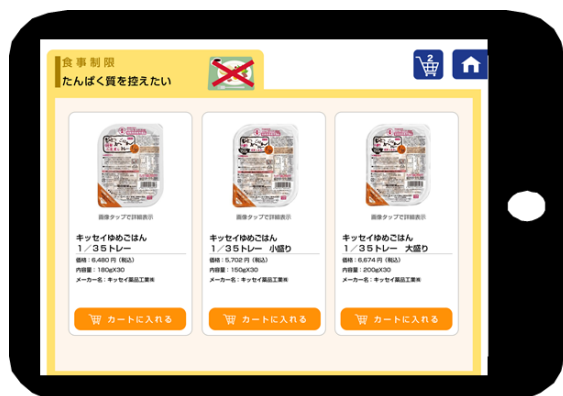 食事制限
たんぱく質を控えたい
2
画像タップで詳細表示
キッセイゆめごはん
1／35トレー
価格：6,480 円（税込）
内容量：180gX30
メーカー名：キッセイ薬品工業㈱
カートに入れる
画像タップで詳細表示
キッセイゆめごはん
1／35トレー　小盛り
価格：5,702 円（税込）
内容量：150gX30
メーカー名：キッセイ薬品工業㈱
カートに入れる
画像タップで詳細表示
キッセイゆめごはん
1／35トレー　大盛り
価格：6,674 円（税込）
内容量：200gX30
メーカー名：キッセイ薬品工業㈱
カートに入れる